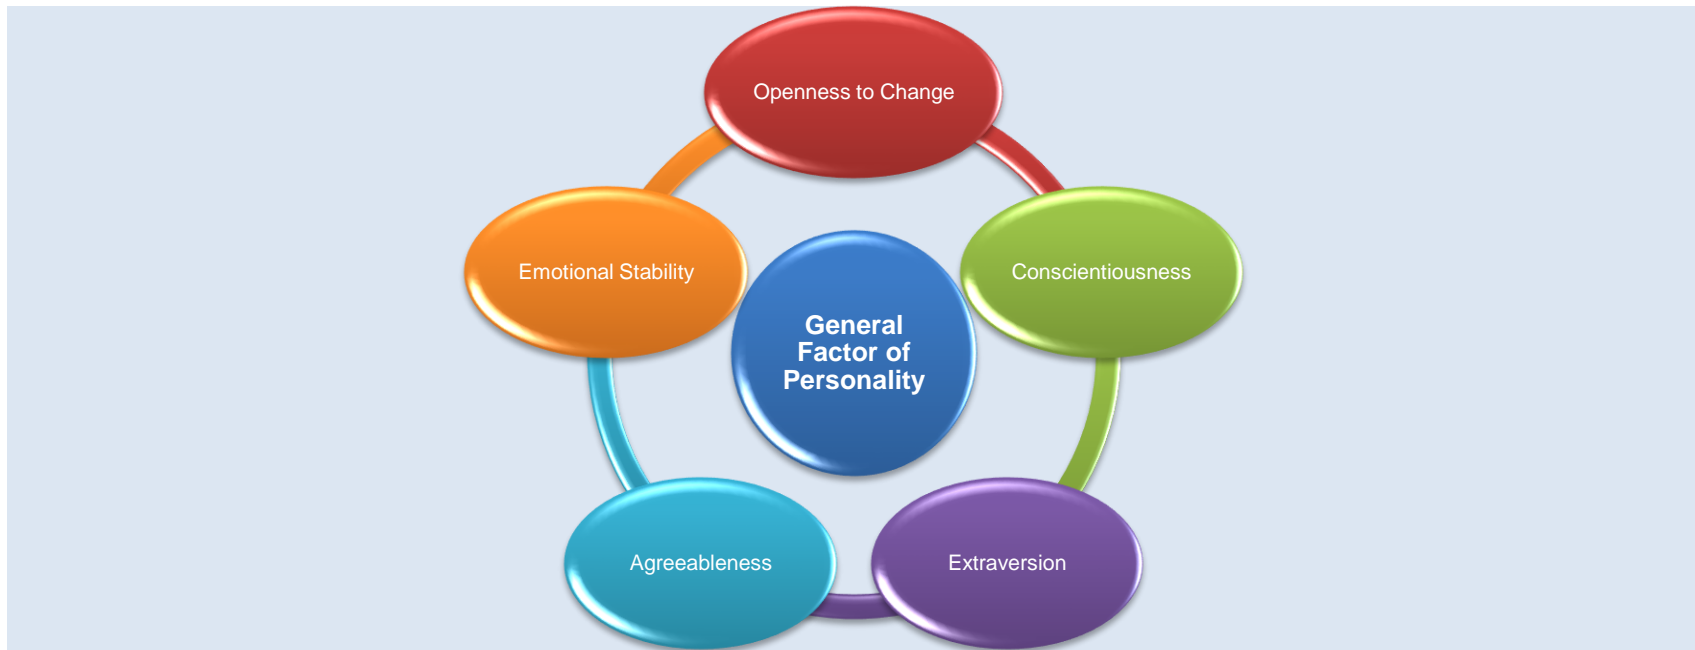 Openness to Change
Emotional Stability
Conscientiousness
General
Factor of
Personality
Agreeableness
Extraversion